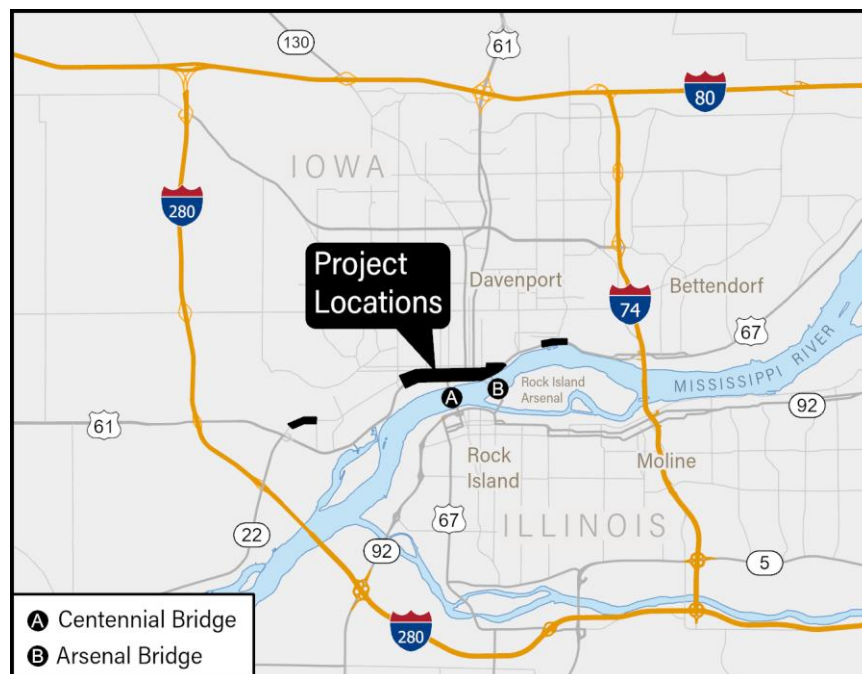 130
61
80
IOWA
280
Project
Locations
Davenport
Bettendorf
74
67
MISSISSIPPI RIVER
Rock Island
Arsenal
A
B
92
61
Rock
Island
Moline
67
ILLINOIS
22
92
5
280
A Centennial Bridge
B Arsenal Bridge